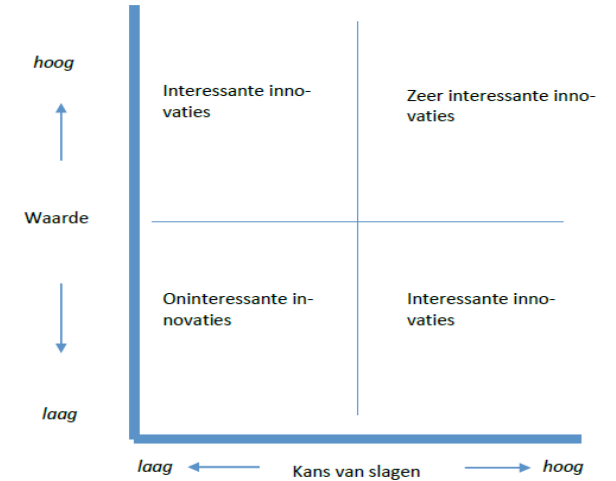 hoog
Interessante inno-
vaties
Zeer interessante inno-
vaties
Waarde
Oninteressante in-
novaties
Interessante inno-
vaties
laag
laag
Kans van slagen
hoog